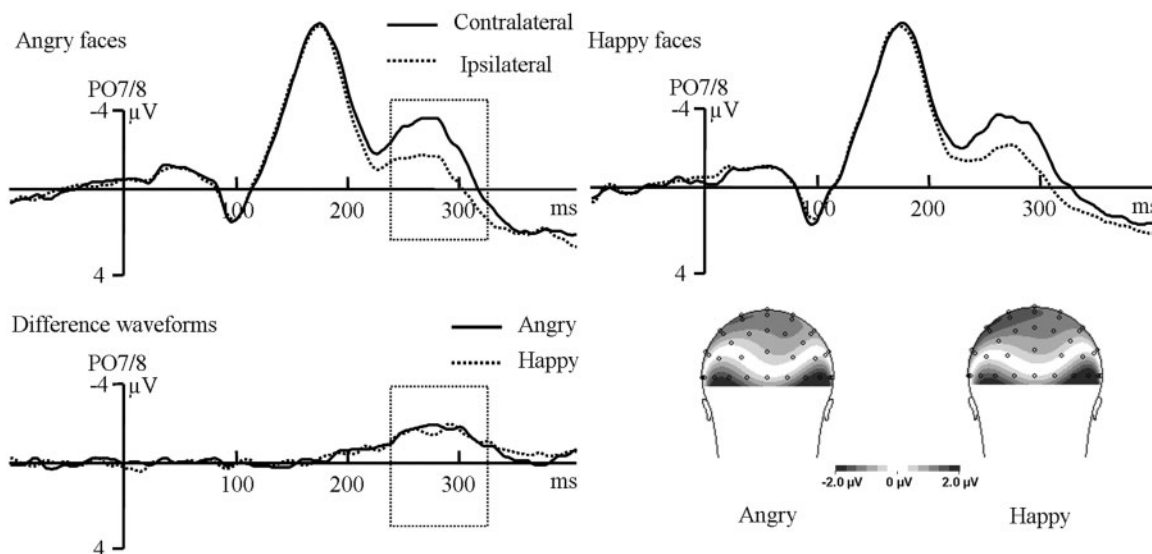 Angry faces
Contralateral
Ipsilateral
PO7/8
-4 µV
100
200
300
ms
4
Happy faces
PO7/8
-4 µV
100
200
300
ms
4
Difference waveforms
Angry
Happy
PO7/8
-4 µV
100
200
300
ms
4
-2.0 µV 0 µV 2.0 µV
Angry
Happy